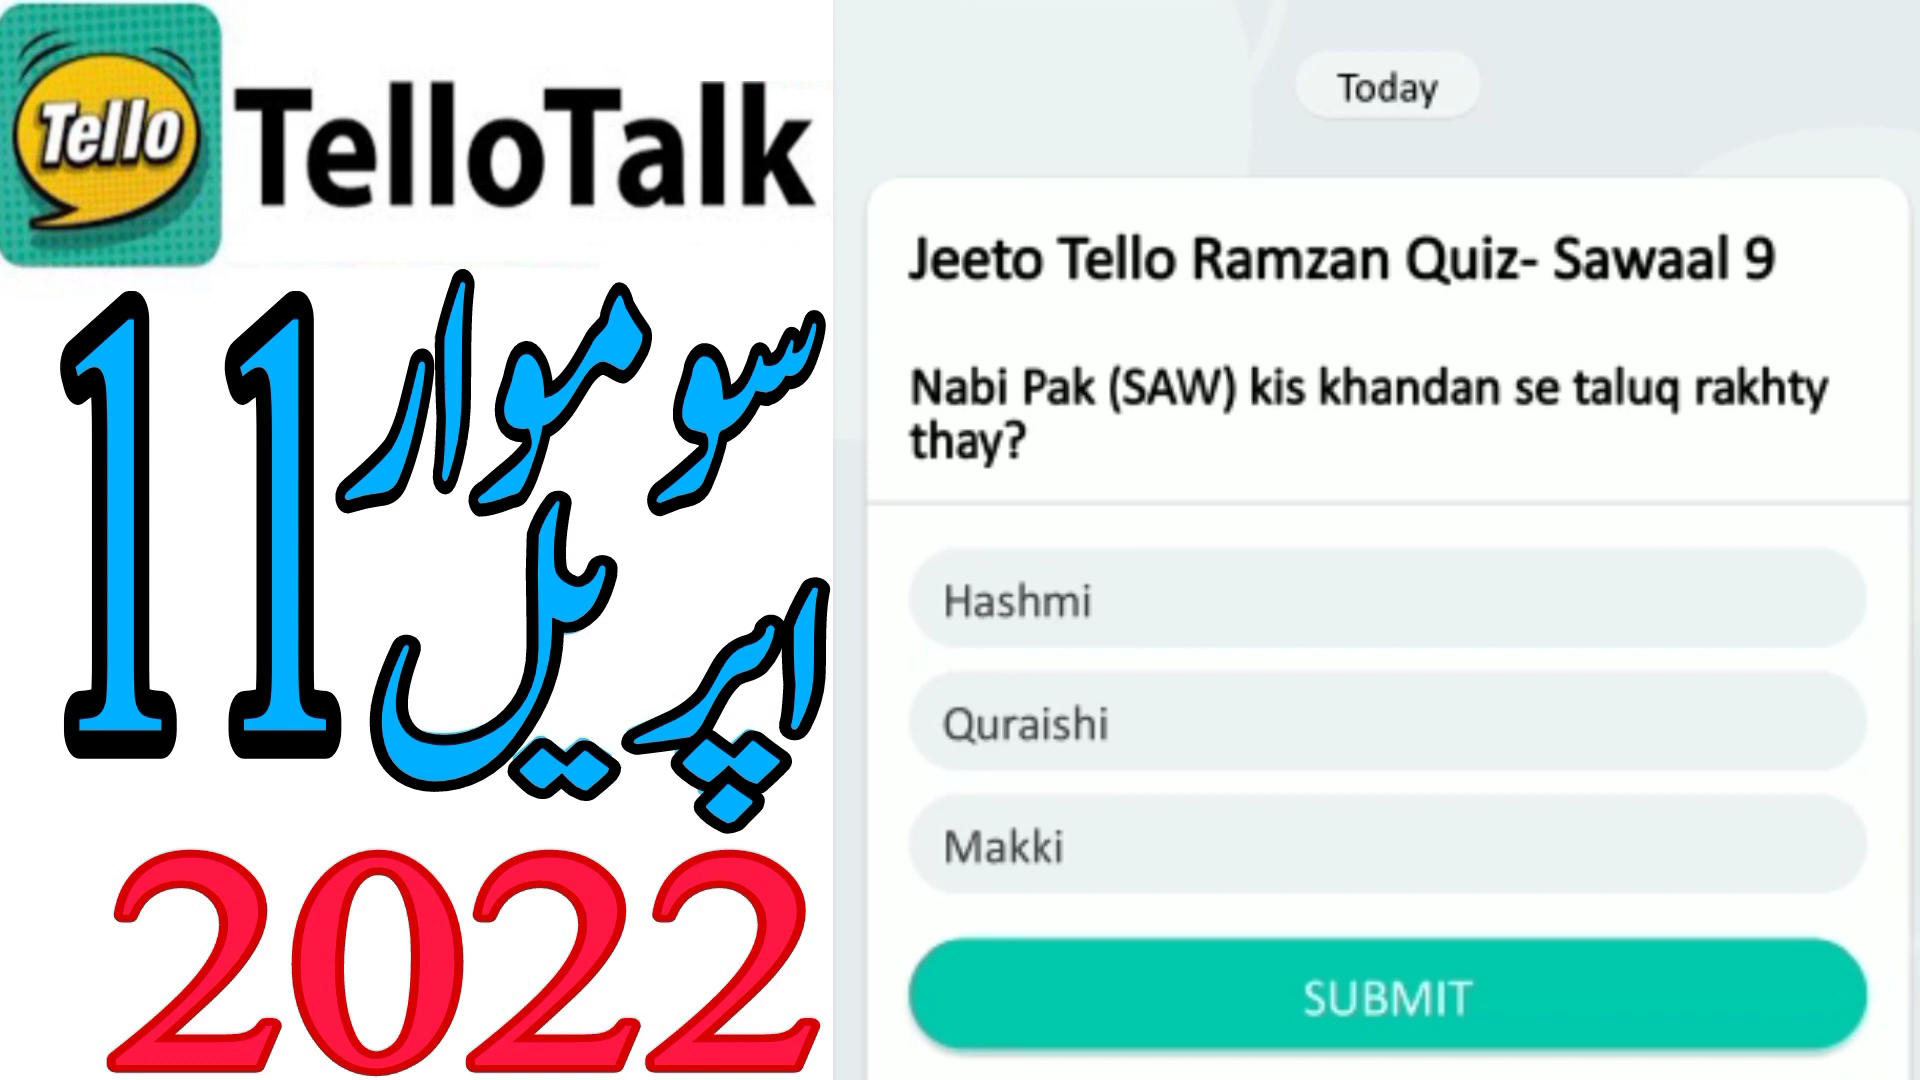 Tello
TelloTalk
سوموار 11
اپریل
2022
Today
Jeeto Tello Ramzan Quiz- Sawaal 9
Nabi Pak (SAW) kis khandan se taluq rakhty
thay?
Hashmi
Quraishi
Makki
SUBMIT